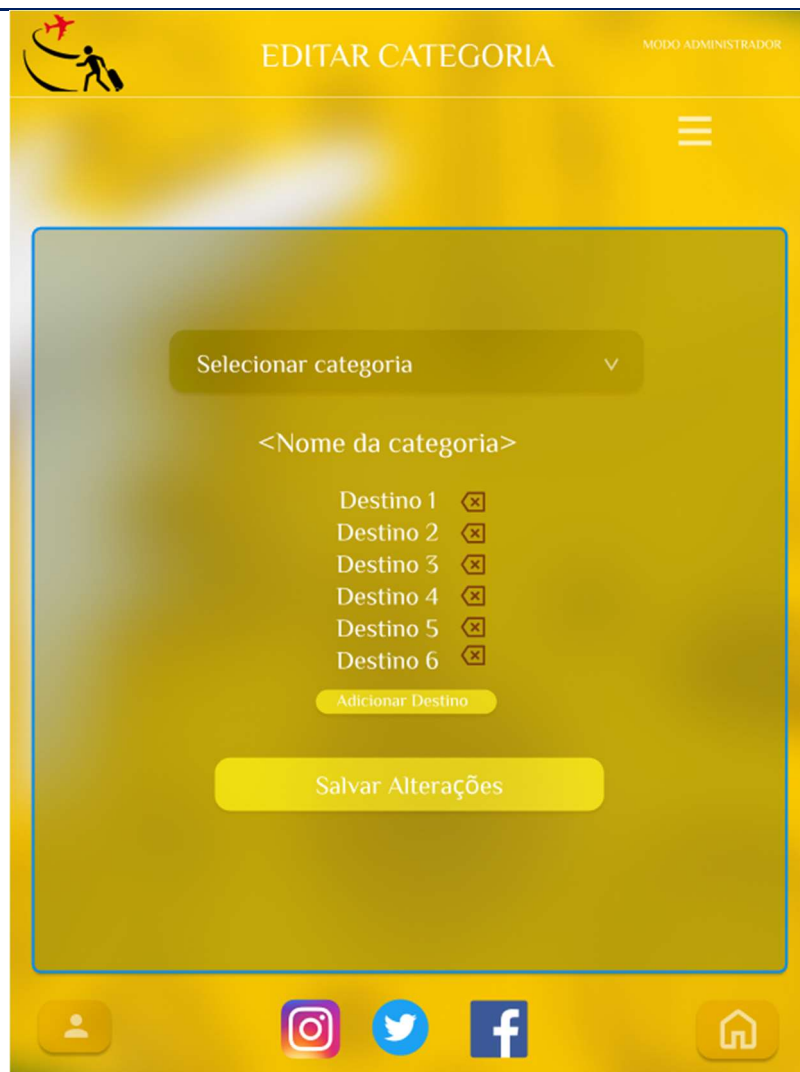 EDITAR CATEGORIA
MODO ADMINISTRADOR
Selecionar categoria
<Nome da categoria>
Destino 1
Destino 2
Destino 3
Destino 4
Destino 5
Destino 6
Adicionar Destino
Salvar Alterações